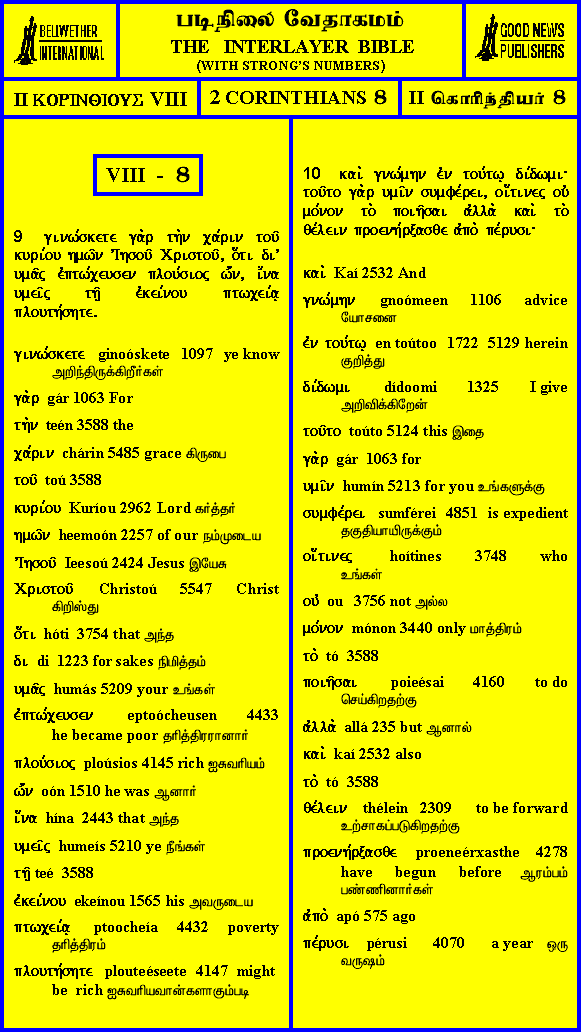 BELLWETHER
INTERNATIONAL
படிநிலை வேதாகமம்
THE INTERLAYER BIBLE
(WITH STRONG'S NUMBERS)
GOOD NEWS
PUBLISHERS
II ΚΟΡΙΝΘΙΟΥΣ VIII
2 CORINTHIANS 8
II கொரிந்தியர் 8
VIII - 8
9 γινώσκετε γὰρ τὴν χάριν τοῦ
κυρίου ημῶν Ἰησοῦ Χριστοῦ, ὅτι δι'
υμᾶς ἐπτώχευσεν πλούσιος ὤν, ἵνα
υμεῖς τῇ ἐκείνου πτωχείᾳ
πλουτήσητε.
γινώσκετε ginoóskete 1097 ye know
அறிந்திருக்கிறீர்கள்
γὰρ gár 1063 For
τὴν teén 3588 the
χάριν chárin 5485 grace கிருபை
τοῦ toú 3588
κυρίου Kuríou 2962 Lord கர்த்தர்
ημῶν heemoón 2257 of our நம்முடைய
Ἰησοῦ Ieesoú 2424 Jesus இயேசு
Χριστοῦ Christoú 5547 Christ
கிறிஸ்து
ὅτι hóti 3754 that அந்த
δι di 1223 for sakes நிமித்தம்
υμᾶς humás 5209 your உங்கள்
ἐπτώχευσεν eptoócheusen 4433
he became poor தரித்திரரானார்
πλούσιος ploúsios 4145 rich ஐசுவரியம்
ὤν oón 1510 he was ஆனார்
ἵνα hína 2443 that அந்த
υμεῖς humeís 5210 ye நீங்கள்
τῇ teé 3588
ἐκείνου ekeínou 1565 his அவருடைய
πτωχείᾳ ptoocheía 4432 poverty
தரித்திரம்
πλουτήσητε plouteéseete 4147 might
be rich ஐசுவரியவான்களாகும்படி
10 καὶ γνώμην ἐν τούτῳ δίδωμι·
τοῦτο γὰρ υμῖν συμφέρει, οἵτινες οὐ
μόνον τὸ ποιῆσαι ἀλλὰ καὶ τὸ
θέλειν προενήρξασθε ἀπὸ πέρυσι·
καὶ Kaí 2532 And
γνώμην gnoómeen 1106 advice
யோசனை
ἐν τούτῳ en toútoo 1722 5129 herein
குறித்து
δίδωμι dídoomi 1325 I give
அறிவிக்கிறேன்
τοῦτο toúto 5124 this இதை
γὰρ gár 1063 for
υμῖν humín 5213 for you உங்களுக்கு
συμφέρει sumférei 4851 is expedient
தகுதியாயிருக்கும்
οἵτινες hoítines 3748 who
உங்கள்
οὐ ou 3756 not அல்ல
μόνον mónon 3440 only மாத்திரம்
τὸ tó 3588
ποιῆσαι poieésai 4160 to do
செய்கிறதற்கு
ἀλλὰ allá 235 but ஆனால்
καὶ kaí 2532 also
τὸ tó 3588
θέλειν thélein 2309 to be forward
உற்சாகப்படுகிறதற்கு
προενήρξασθε proeneérxasthe 4278
have begun before ஆரம்பம்
பண்ணினார்கள்
ἀπὸ apó 575 ago
πέρυσι pérusi 4070 a year ஒரு
வருஷம்